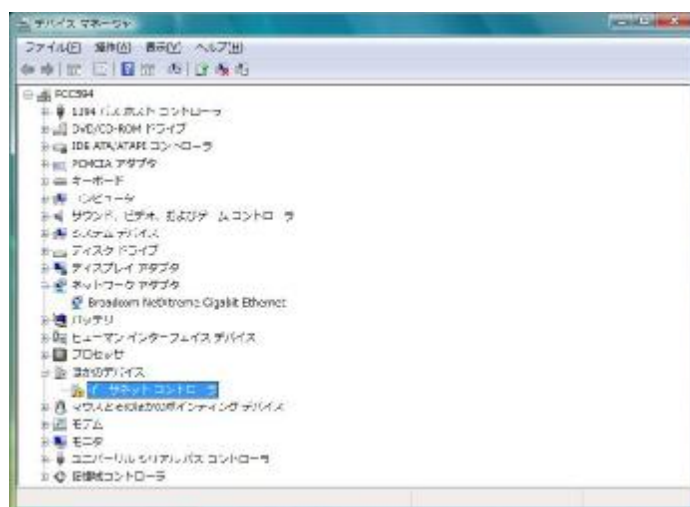 デバイス マネージャ
ファイル(F) 操作(A) 表示(V) ヘルプ(H)
PCC594
1394 バス ホスト コントローラ
DVD/CD-ROM ドライブ
IDE ATA/ATAPI コントローラ
PCMCIA アダプタ
キーボード
コンピュータ
サウンド、ビデオ、およびゲーム コントローラ
システム デバイス
ディスク ドライブ
ディスプレイ アダプタ
ネットワーク アダプタ
Broadcom NetXtreme Gigabit Ethernet
バッテリ
ヒューマン インターフェイス デバイス
プロセッサ
ほかのデバイス
イーサネット コントローラ
マウスとそのほかのポインティング デバイス
モデム
モニタ
ユニバーサル シリアル バス コントローラ
記憶域コントローラ